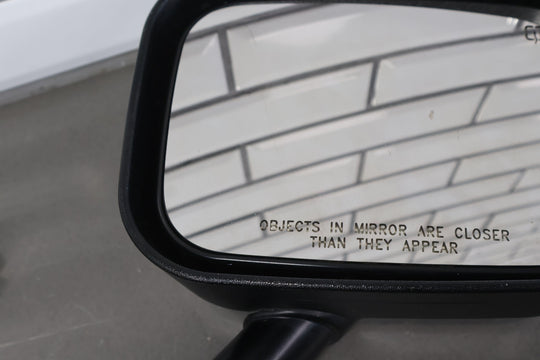 OBJECTS IN MIRROR ARE CLOSER
THAN THEY APPEAR